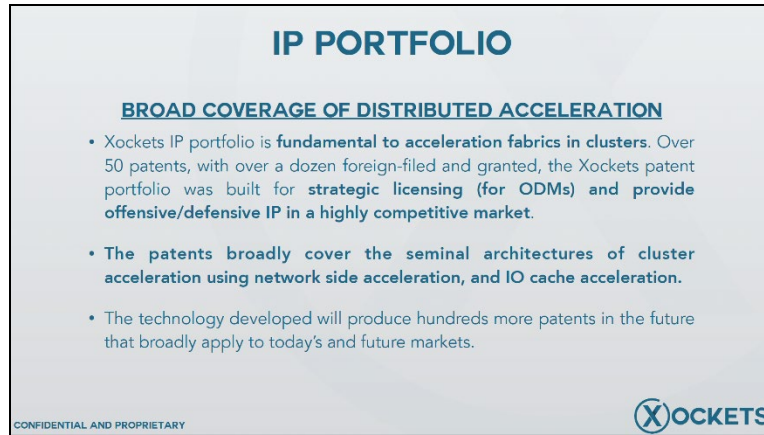 IP PORTFOLIO
BROAD COVERAGE OF DISTRIBUTED ACCELERATION
• Xockets IP portfolio is fundamental to acceleration fabrics in clusters. Over
50 patents, with over a dozen foreign-filed and granted, the Xockets patent
portfolio was built for strategic licensing (for ODMs) and provide
offensive/defensive IP in a highly competitive market.
• The patents broadly cover the seminal architectures of cluster
acceleration using network side acceleration, and IO cache acceleration.
• The technology developed will produce hundreds more patents in the future
that broadly apply to today's and future markets.
CONFIDENTIAL AND PROPRIETARY
XOCKETS